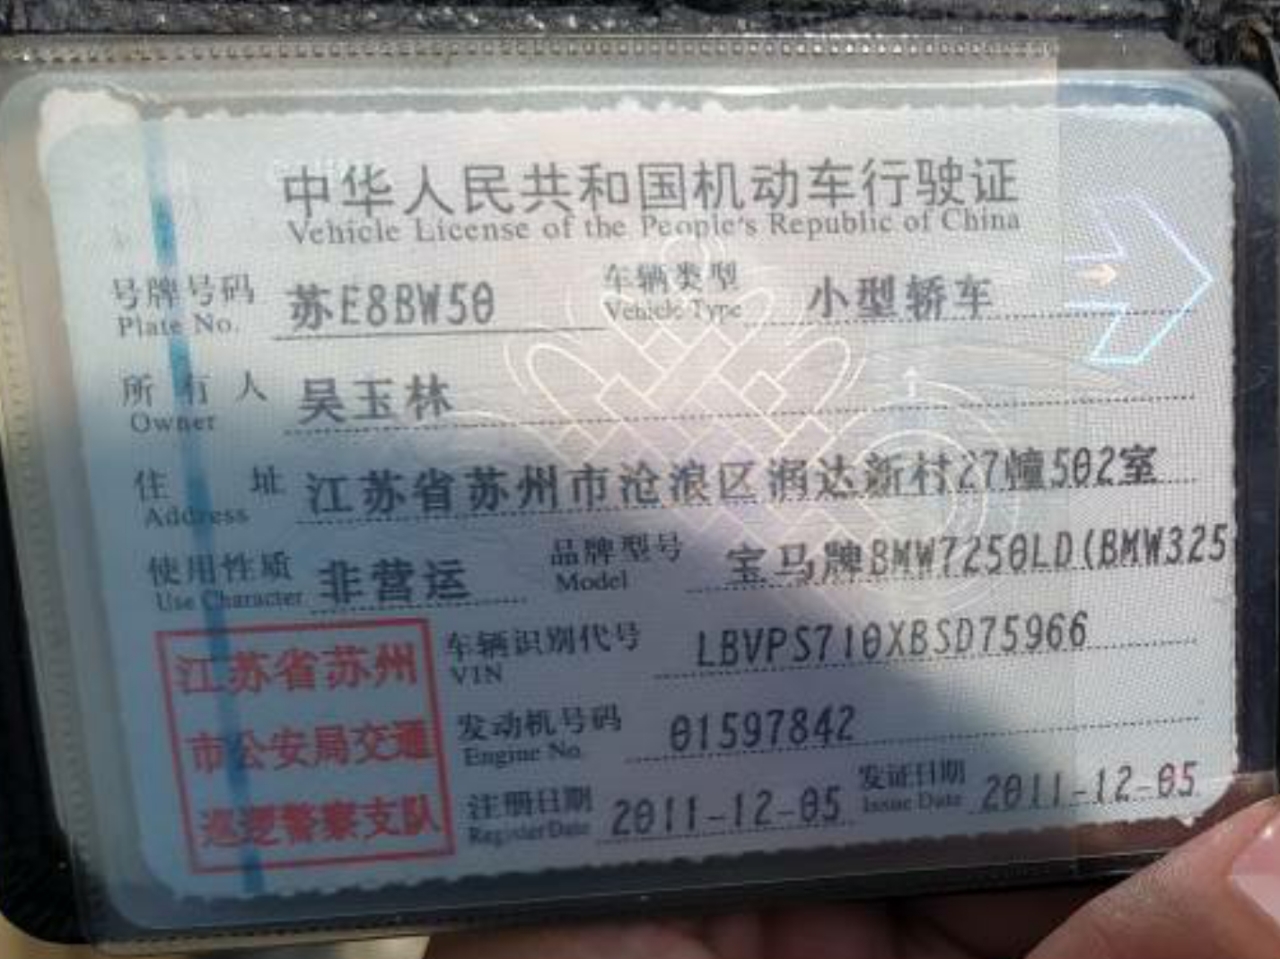 中华人民共和国机动车行驶证
Vehicle License of the People's Republic of China
号牌号码 苏E8BW50 车辆类型 小型轿车
Plate No. Vehicle Type
所有人 吴玉林
Owner
住址 江苏省苏州市沧浪区润达新村27幢502室
Address
使用性质 非营运 品牌型号 宝马牌BMW7250LD(BMW325
Use Character Model
车辆识别代号 LBVPS710XBSD75966
VIN
发动机号码 01597842
Engine No.
注册日期 2011-12-05 发证日期 2011-12-05
Register Date Issue Date
江苏省苏州
市公安局交通
巡逻警察支队